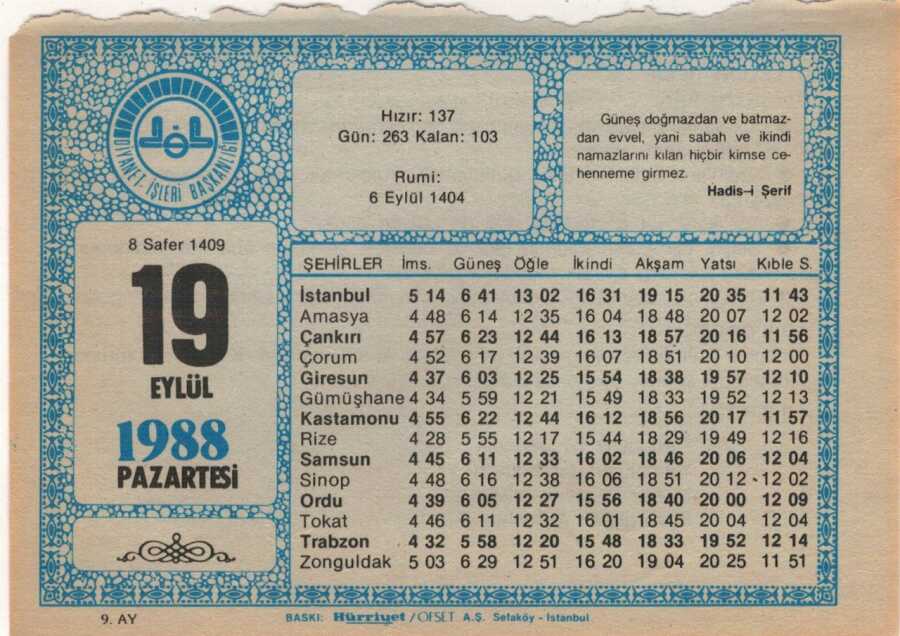 DİYANET İŞLERİ BAŞKANLIĞI
Hızır: 137
Gün: 263 Kalan: 103
Rumi:
6 Eylül 1404
Güneş doğmazdan ve batmaz-
dan evvel, yani sabah ve ikindi
namazlarını kılan hiçbir kimse ce-
henneme girmez.
Hadis-i Şerif
8 Safer 1409
19
EYLÜL
1988
PAZARTESİ
ŞEHİRLER İms. Güneş Öğle İkindi Akşam Yatsı Kıble S.
İstanbul 5 14 6 41 13 02 16 31 19 15 20 35 11 43
Amasya 4 48 6 14 12 35 16 04 18 48 20 07 12 02
Çankırı 4 57 6 23 12 44 16 13 18 57 20 16 11 56
Çorum 4 52 6 17 12 39 16 07 18 51 20 10 12 00
Giresun 4 37 6 03 12 25 15 54 18 38 19 57 12 10
Gümüşhane 4 34 5 59 12 21 15 49 18 33 19 52 12 13
Kastamonu 4 55 6 22 12 44 16 12 18 56 20 17 11 57
Rize 4 28 5 55 12 17 15 44 18 29 19 49 12 16
Samsun 4 45 6 11 12 33 16 02 18 46 20 06 12 04
Sinop 4 48 6 16 12 38 16 06 18 51 20 12 12 02
Ordu 4 39 6 05 12 27 15 56 18 40 20 00 12 09
Tokat 4 46 6 11 12 32 16 01 18 45 20 04 12 04
Trabzon 4 32 5 58 12 20 15 48 18 33 19 52 12 14
Zonguldak 5 03 6 29 12 51 16 20 19 04 20 25 11 51
9. AY
BASKI: Hürriyet / OFSET A.Ş. Sefaköy - İstanbul